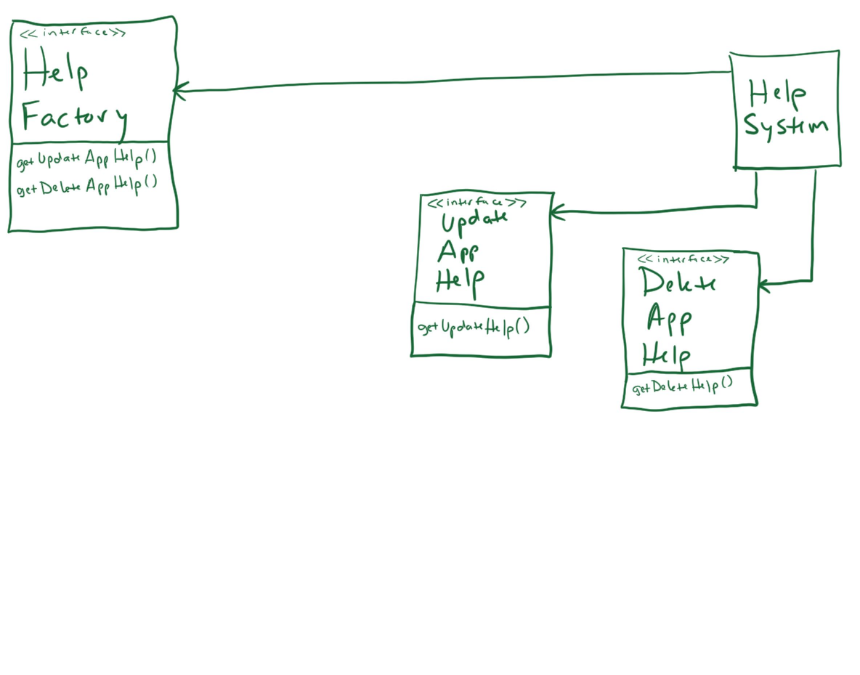 <<interface>>
Help
Factory
getUpdateAppHelp()
getDeleteAppHelp()
Help
System
<<interface>>
Update
App
Help
getUpdateHelp()
<<interface>>
Delete
App
Help
getDeleteHelp()